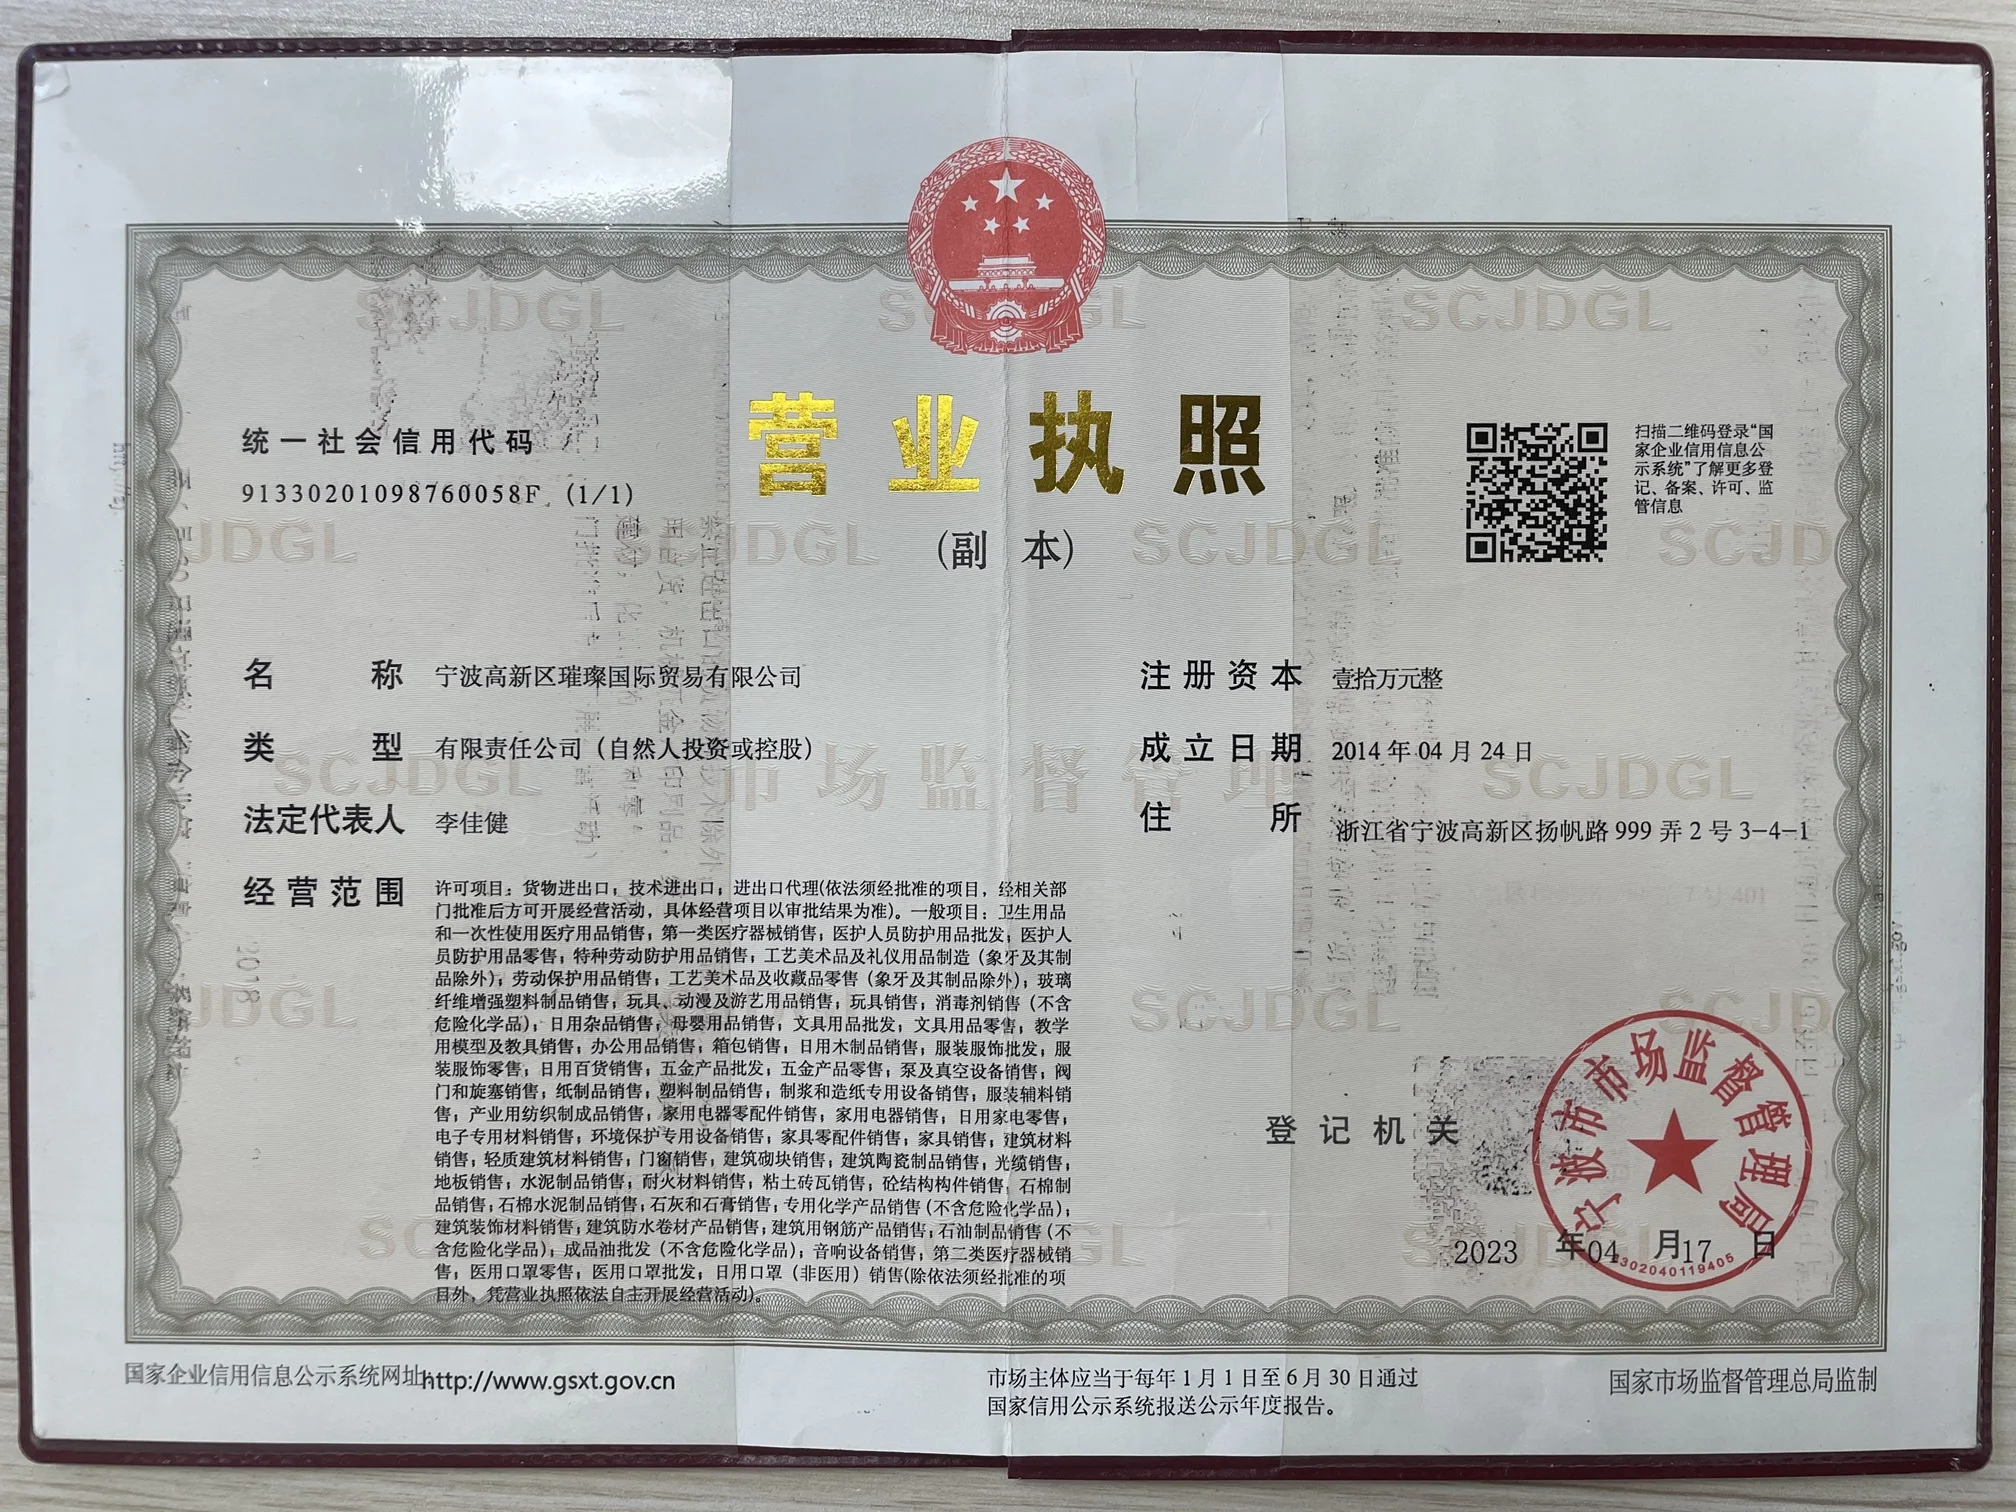 营业执照
(副 本)
统一社会信用代码
91330201098760058F (1/1)
扫描二维码登录“国
家企业信用信息公
示系统”了解更多登
记、备案、许可、监
管信息
名 称 宁波高新区璀璨国际贸易有限公司
类 型 有限责任公司（自然人投资或控股）
法定代表人 李佳健
经营范围 许可项目：货物进出口；技术进出口；进出口代理(依法须经批准的项目，经相关部
门批准后方可开展经营活动，具体经营项目以审批结果为准)。一般项目：卫生用品
和一次性使用医疗用品销售；第一类医疗器械销售；医护人员防护用品批发；医护人
员防护用品零售；特种劳动防护用品销售；工艺美术品及礼仪用品制造（象牙及其制
品除外）；劳动保护用品销售；工艺美术品及收藏品零售（象牙及其制品除外）；玻璃
纤维增强塑料制品销售；玩具、动漫及游艺用品销售；玩具销售；消毒剂销售（不含
危险化学品）；日用杂品销售；母婴用品销售；文具用品批发；文具用品零售；教学
用模型及教具销售；办公用品销售；箱包销售；日用木制品销售；服装服饰批发；服
装服饰零售；日用百货销售；五金产品批发；五金产品零售；泵及真空设备销售；阀
门和旋塞销售；纸制品销售；塑料制品销售；制浆和造纸专用设备销售；服装辅料销
售；产业用纺织制成品销售；家用电器零配件销售；家用电器销售；日用家电零售；
电子专用材料销售；环境保护专用设备销售；家具零配件销售；家具销售；建筑材料
销售；轻质建筑材料销售；门窗销售；建筑砌块销售；建筑陶瓷制品销售；光缆销售；
地板销售；水泥制品销售；耐火材料销售；粘土砖瓦销售；砼结构构件销售；石棉制
品销售；石棉水泥制品销售；石灰和石膏销售；专用化学产品销售（不含危险化学品）；
建筑装饰材料销售；建筑防水卷材产品销售；建筑用钢筋产品销售；石油制品销售（不
含危险化学品）；成品油批发（不含危险化学品）；音响设备销售；第二类医疗器械销
售；医用口罩零售；医用口罩批发；日用口罩（非医用）销售(除依法须经批准的项
目外，凭营业执照依法自主开展经营活动)。
注册资本 壹拾万元整
成立日期 2014年04月24日
住 所 浙江省宁波高新区扬帆路999弄2号3-4-1
登记机关
宁波市市场监督管理局
3302040119405
2023 年04 月17 日
国家企业信用信息公示系统网址http://www.gsxt.gov.cn
市场主体应当于每年1月1日至6月30日通过
国家信用公示系统报送公示年度报告。
国家市场监督管理总局监制
SCJDGL
市场监督管理